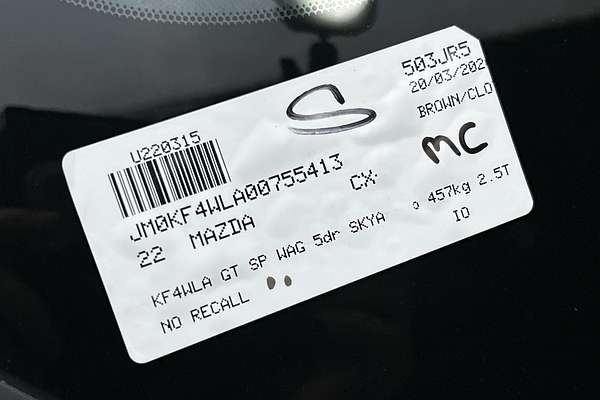 S
503JR5
20/03/202
U220315
BROWN/CLO
MC
JM0KF4WLA00755413
22 MAZDA CX-
457kg 2.5T
KF4WLA GT SP WAG 5dr SKYA
IO
NO RECALL